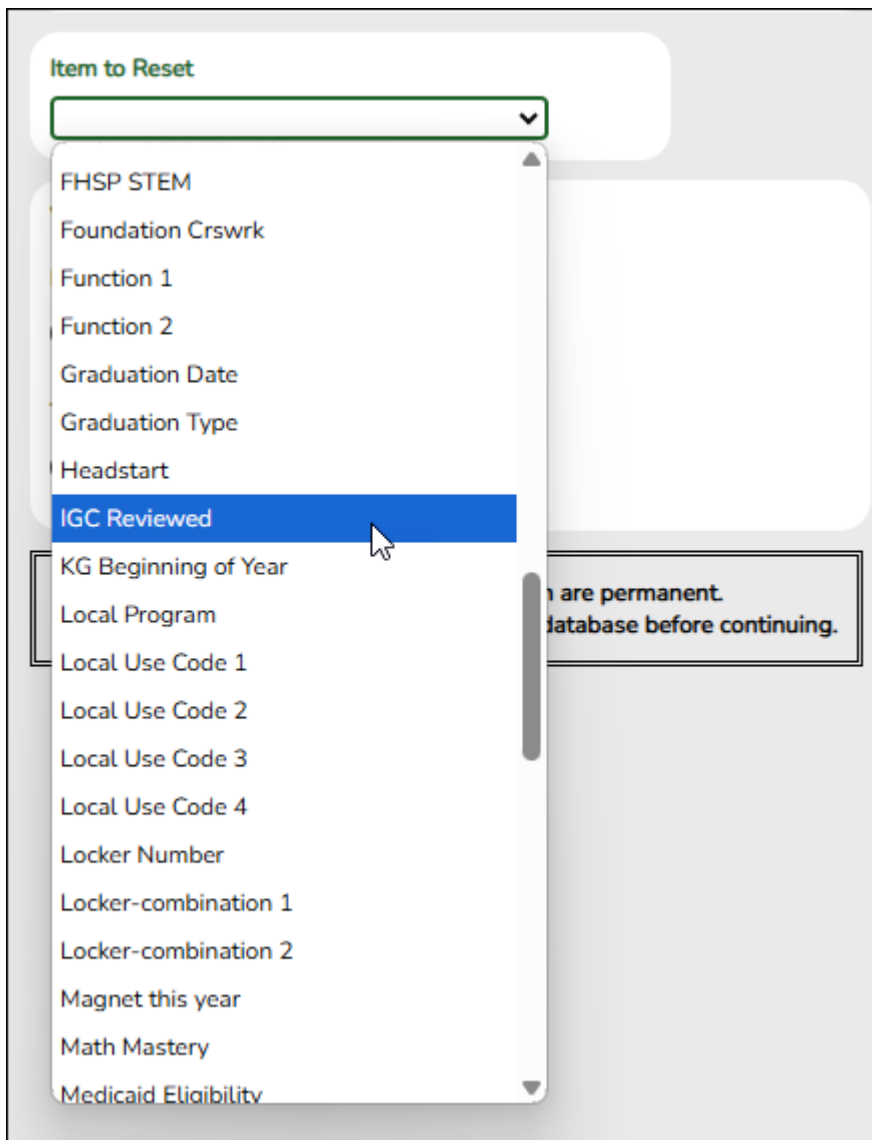 Item to Reset
FHSP STEM
Foundation Crswrk
Function 1
Function 2
Graduation Date
Graduation Type
Headstart
IGC Reviewed
KG Beginning of Year
Local Program
Local Use Code 1
Local Use Code 2
Local Use Code 3
Local Use Code 4
Locker Number
Locker-combination 1
Locker-combination 2
Magnet this year
Math Mastery
Medicaid Eligibility
are permanent.
database before continuing.